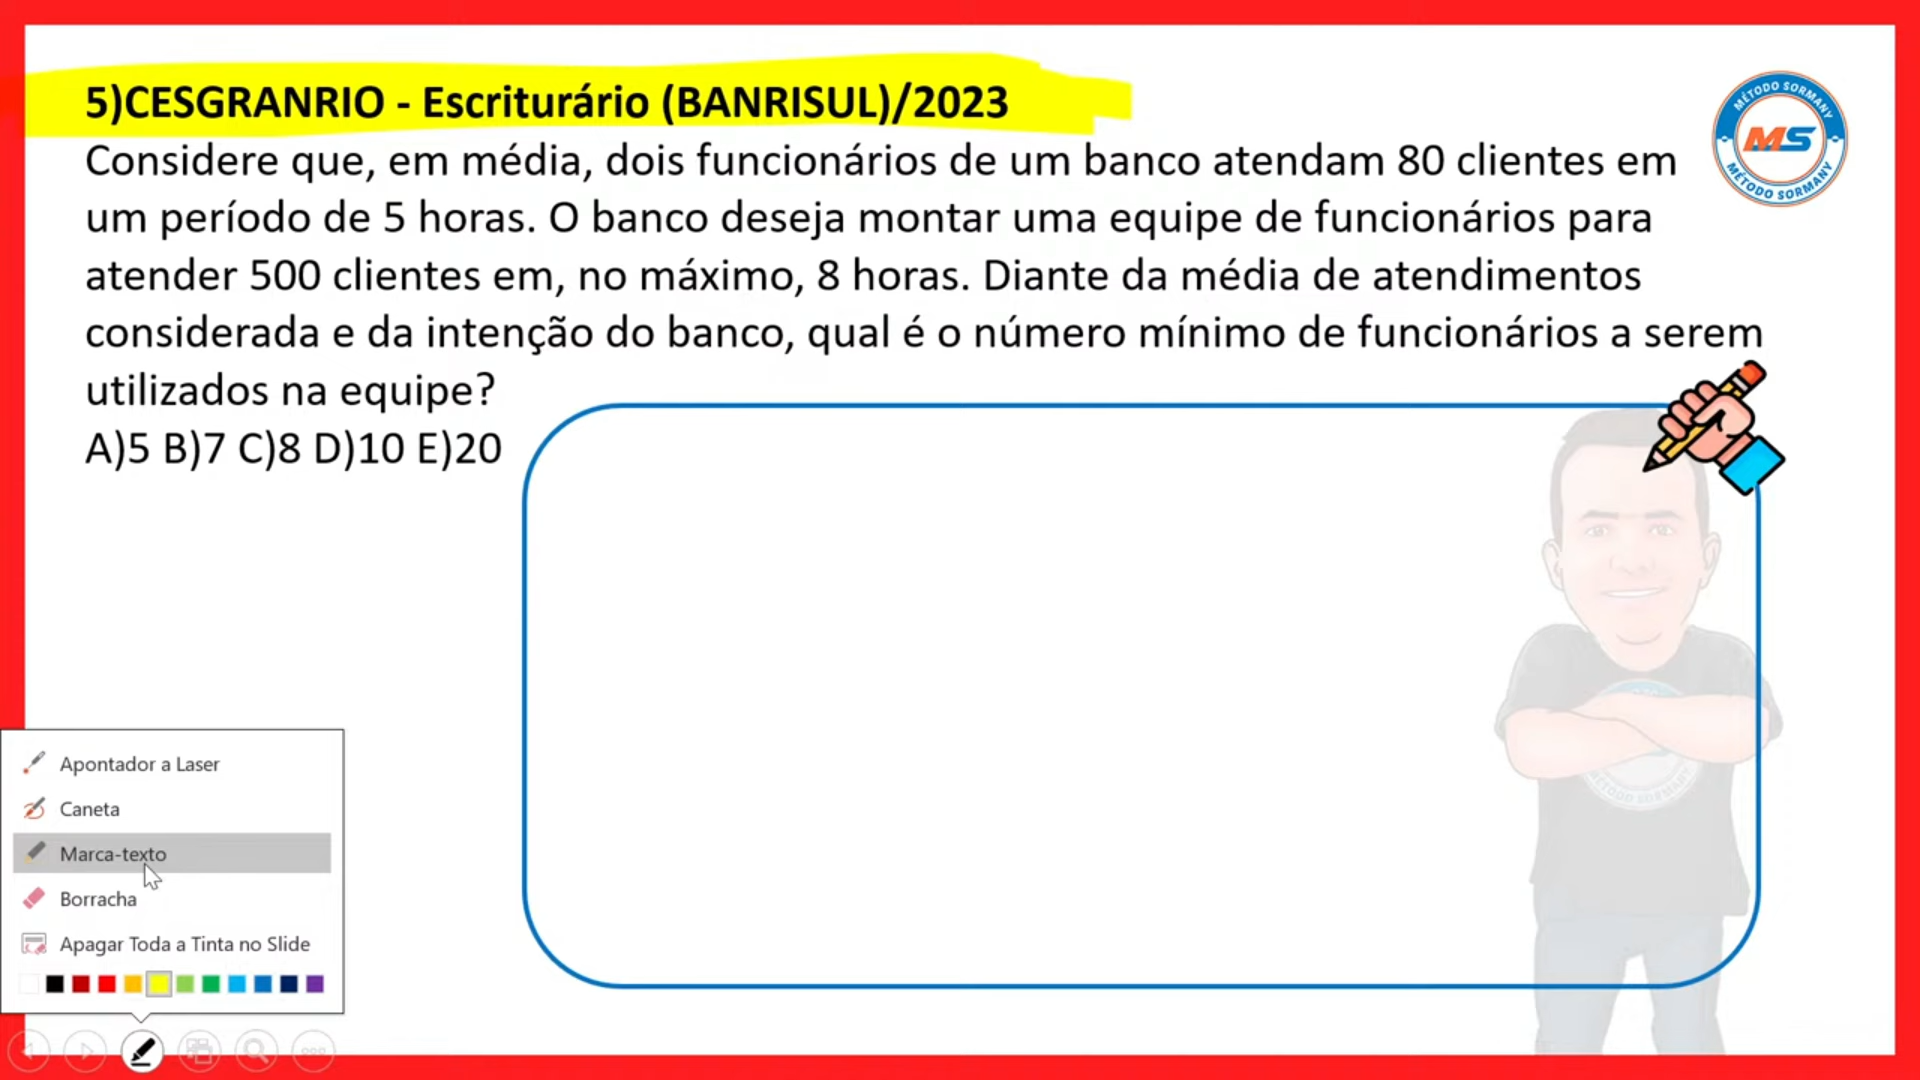 5)CESGRANRIO - Escriturário (BANRISUL)/2023
Considere que, em média, dois funcionários de um banco atendam 80 clientes em
um período de 5 horas. O banco deseja montar uma equipe de funcionários para
atender 500 clientes em, no máximo, 8 horas. Diante da média de atendimentos
considerada e da intenção do banco, qual é o número mínimo de funcionários a serem
utilizados na equipe?
A)5 B)7 C)8 D)10 E)20
MÉTODO SORMANY
MS
MÉTODO SORMANY
MÉTODO SORMANY
Apontador a Laser
Caneta
Marca-texto
Borracha
Apagar Toda a Tinta no Slide